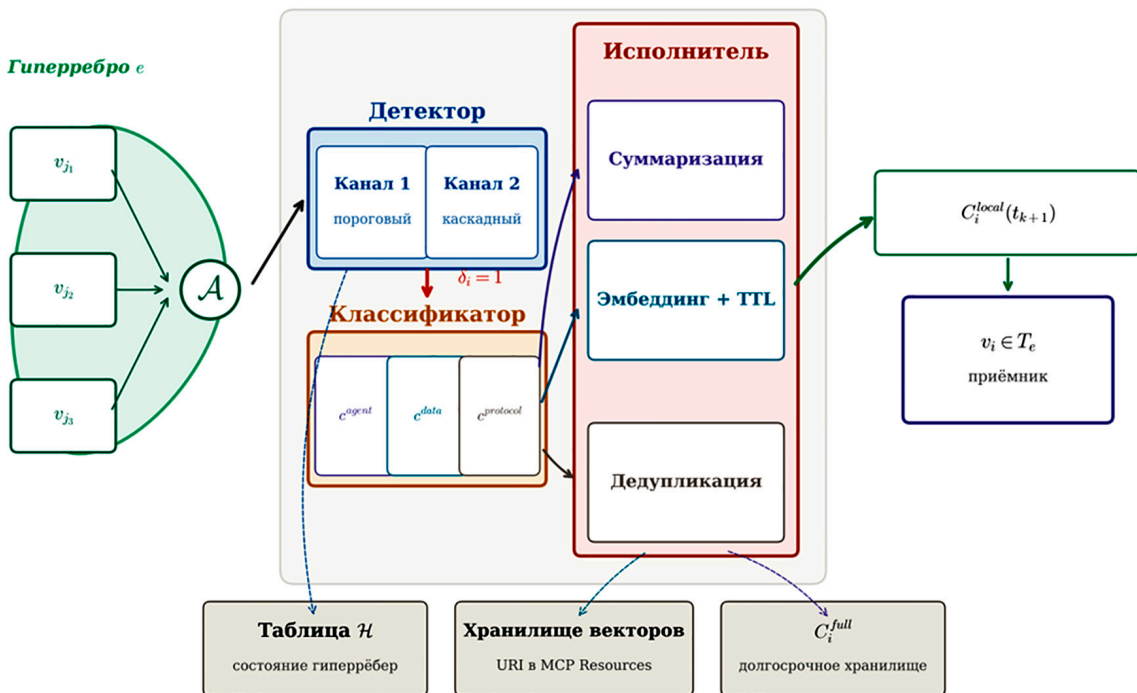 Гиперребро e
v_{j_1}
v_{j_2}
v_{j_3}
𝒜
Детектор
Канал 1
пороговый
Канал 2
каскадный
δ_i = 1
Классификатор
c^{agent}
c^{data}
c^{protocol}
Исполнитель
Суммаризация
Эмбеддинг + TTL
Дедупликация
C_i^{local}(t_{k+1})
v_i ∈ T_e
приёмник
Таблица ℋ
состояние гиперрёбер
Хранилище векторов
URI в MCP Resources
C_i^{full}
долгосрочное хранилище